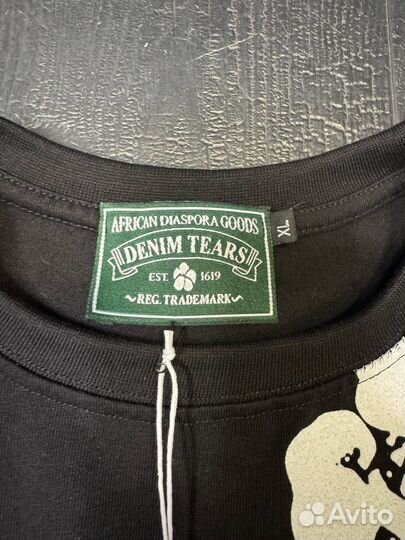 AFRICAN DIASPORA GOODS
DENIM TEARS
EST. 1619
~REG. TRADEMARK~
XL
Avito